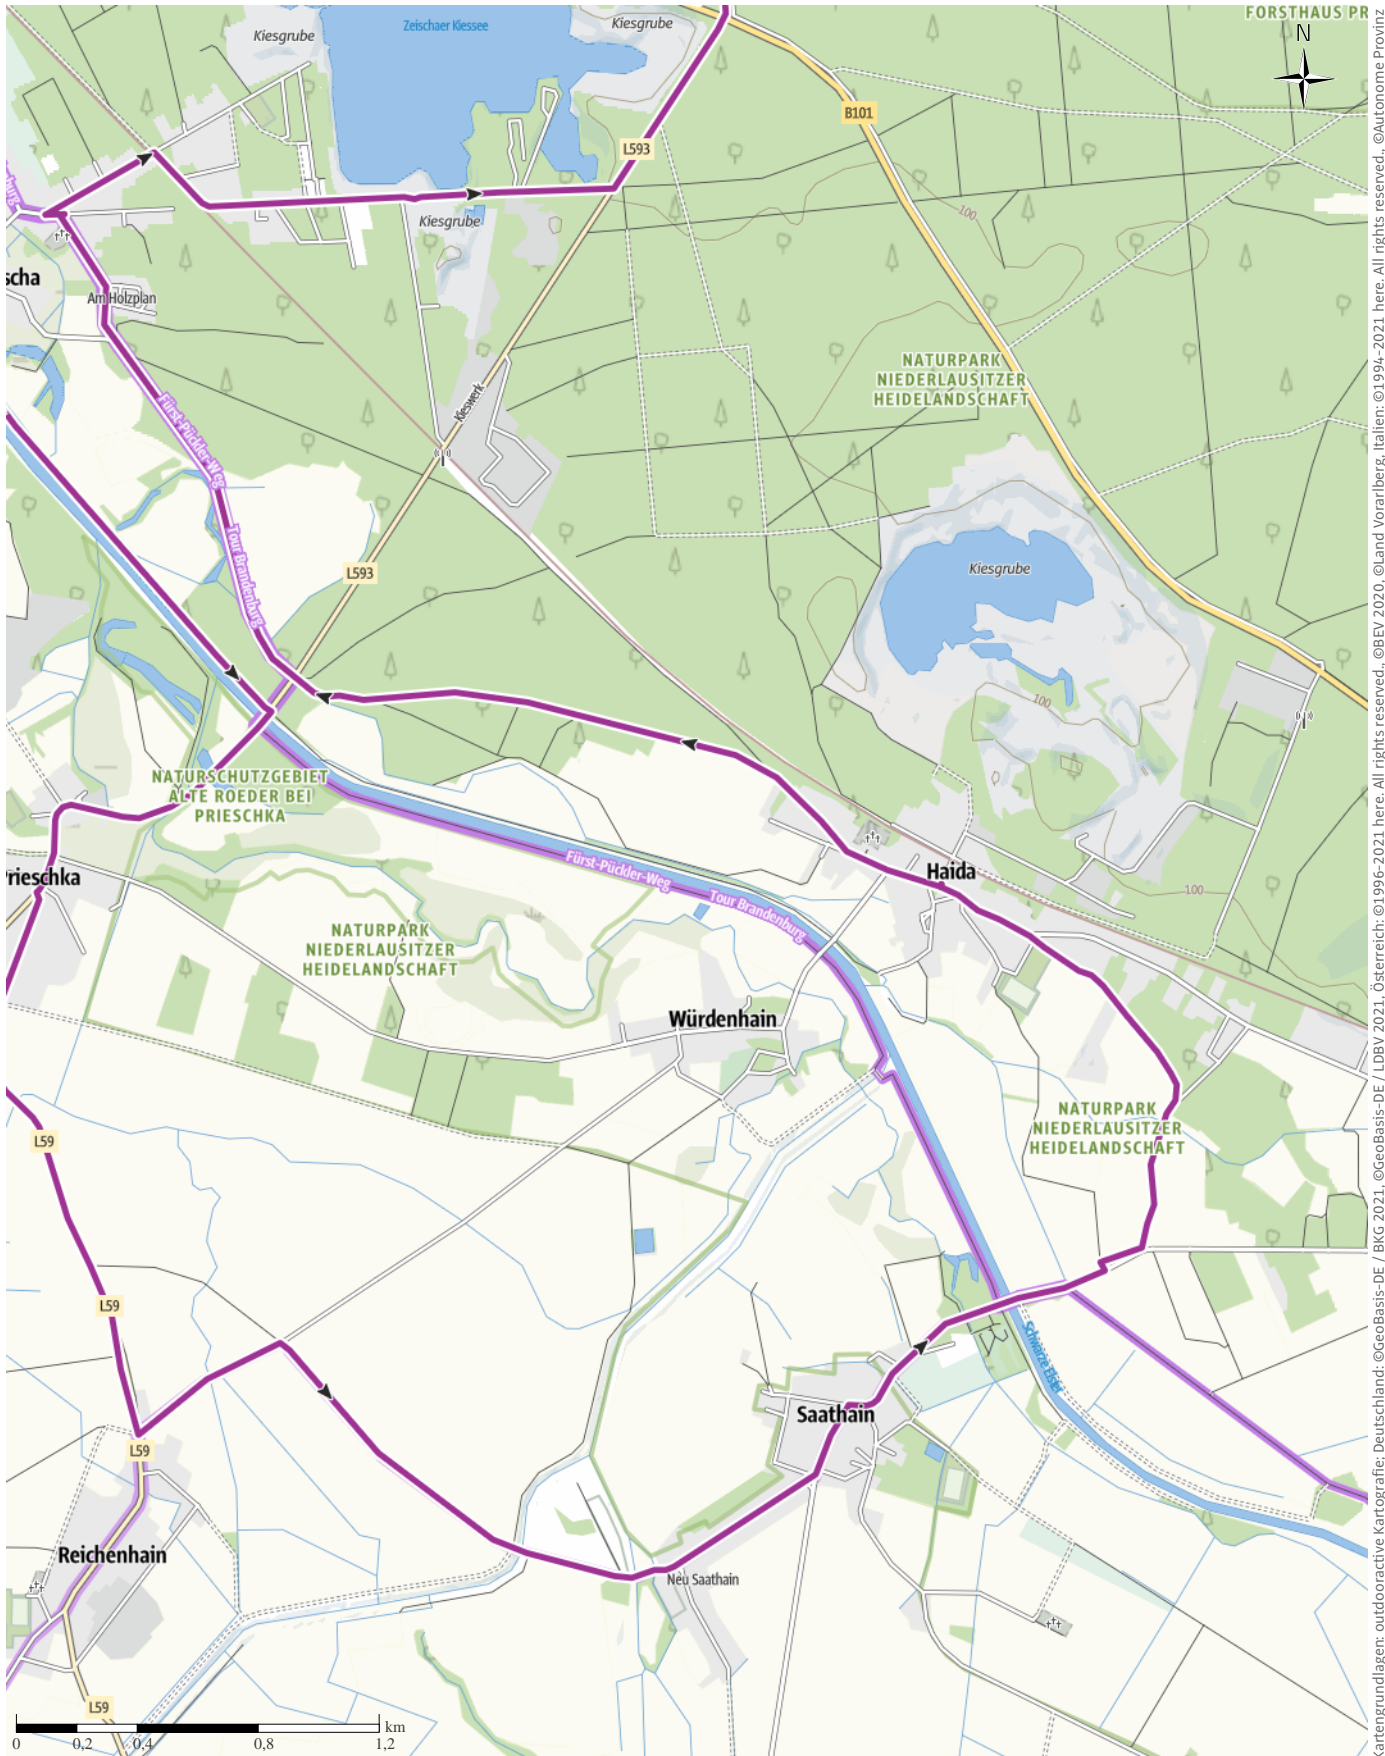 FORSTHAUS PR
N
Zeischaer Kiessee
Kiesgrube
Kiesgrube
B101
L593
Kiesgrube
100
scha
Am Holzplan
NATURPARK
NIEDERLAUSITZER
HEIDELANDSCHAFT
Kieswerk
Fürst-Pückler-Weg
Tour Brandenburg
L593
Kiesgrube
100
NATURSCHUTZGEBIET
ALTE ROEDER BEI
PRIESCHKA
Prieschka
Fürst-Pückler-Weg
Tour Brandenburg
Haida
100
NATURPARK
NIEDERLAUSITZER
HEIDELANDSCHAFT
Würdenhain
NATURPARK
NIEDERLAUSITZER
HEIDELANDSCHAFT
L59
L59
Schwarze Elster
Saathain
L59
Reichenhain
Neu Saathain
L59
km
0 0,2 0,4 0,8 1,2
artengrundlagen: outdooractive Kartografie; Deutschland: ©GeoBasis-DE / BKG 2021, ©GeoBasis-DE / LDBV 2021, Österreich: ©1996-2021 here. All rights reserved., ©BEV 2020, ©Land Vorarlberg, Italien: ©1994-2021 here. All rights reserved., ©Autonome Provinz